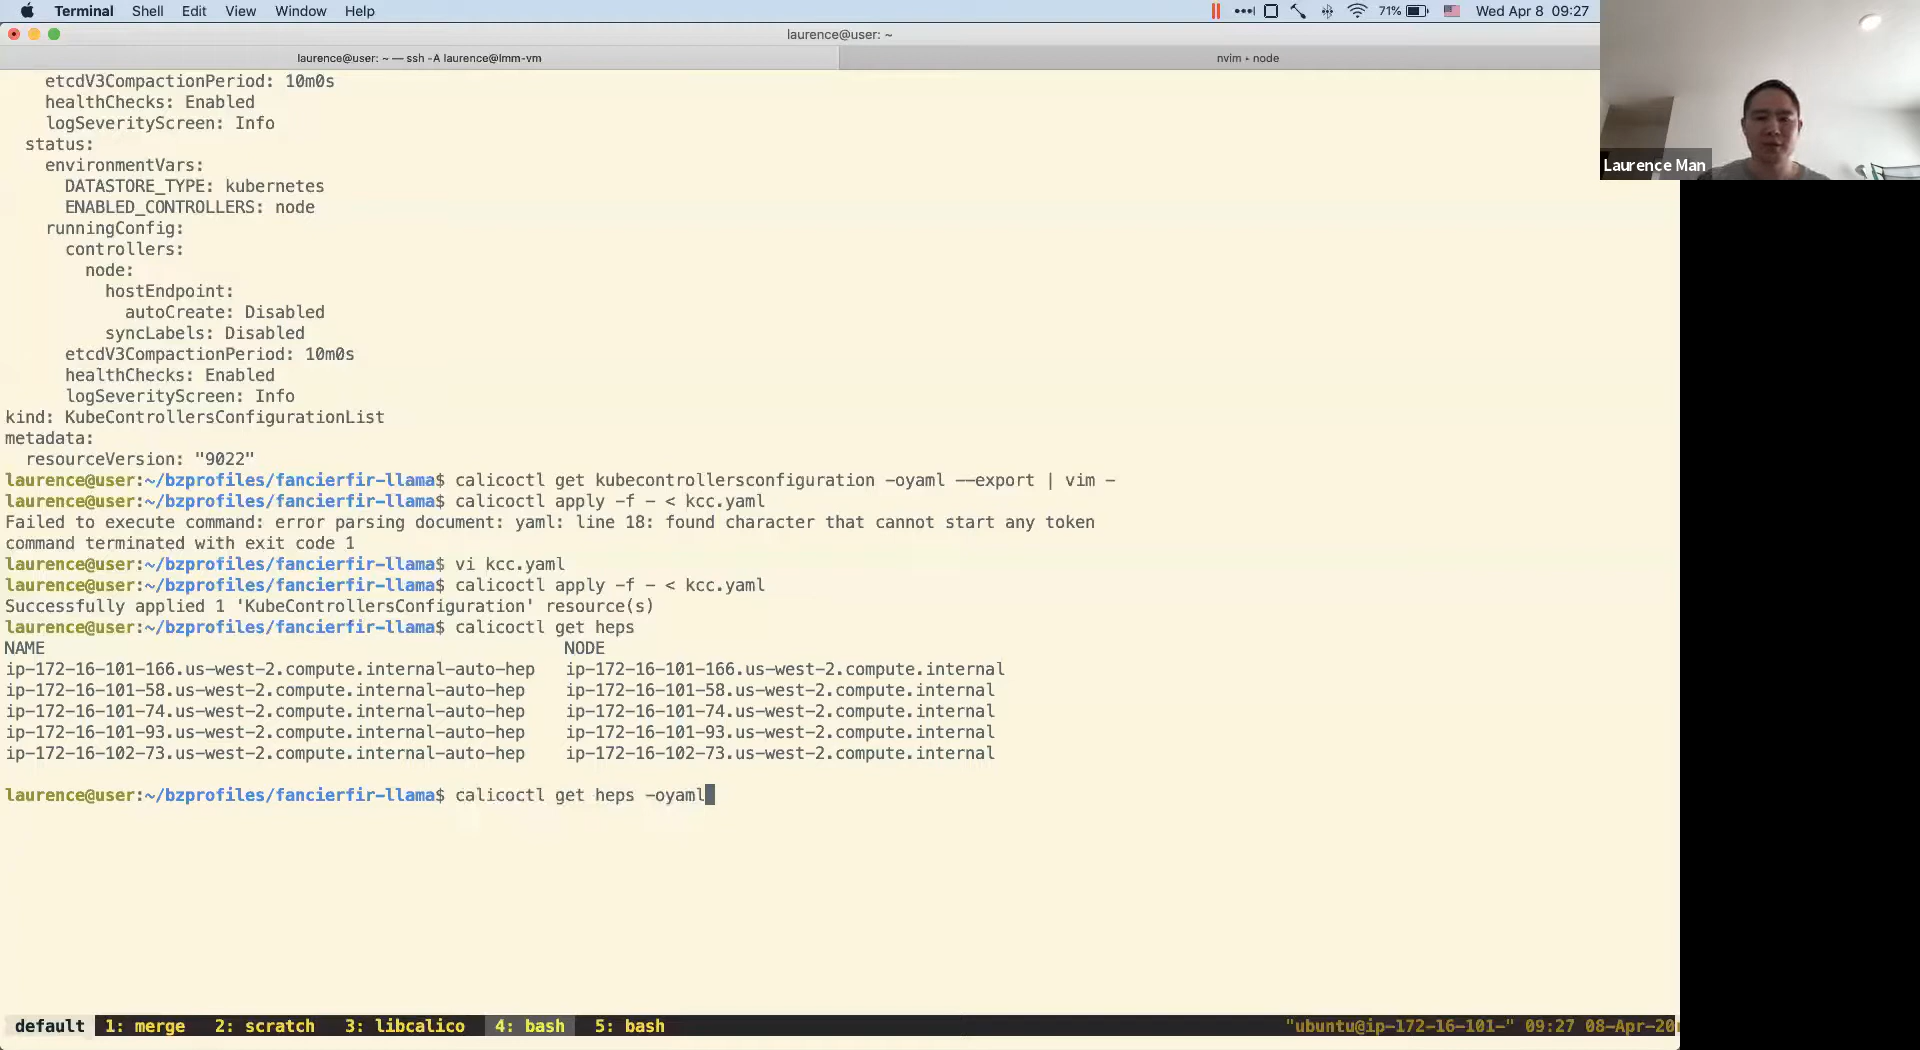 Terminal Shell Edit View Window Help 71% Wed Apr 8 09:27
laurence@user: ~
laurence@user: ~ — ssh -A laurence@lmm-vm nvim ▸ node
etcdV3CompactionPeriod: 10m0s
healthChecks: Enabled
logSeverityScreen: Info
status:
environmentVars:
DATASTORE_TYPE: kubernetes
ENABLED_CONTROLLERS: node
runningConfig:
controllers:
node:
hostEndpoint:
autoCreate: Disabled
syncLabels: Disabled
etcdV3CompactionPeriod: 10m0s
healthChecks: Enabled
logSeverityScreen: Info
kind: KubeControllersConfigurationList
metadata:
resourceVersion: "9022"
laurence@user:~/bzprofiles/fancierfir-llama$ calicoctl get kubecontrollersconfiguration -oyaml --export | vim -
laurence@user:~/bzprofiles/fancierfir-llama$ calicoctl apply -f - < kcc.yaml
Failed to execute command: error parsing document: yaml: line 18: found character that cannot start any token
command terminated with exit code 1
laurence@user:~/bzprofiles/fancierfir-llama$ vi kcc.yaml
laurence@user:~/bzprofiles/fancierfir-llama$ calicoctl apply -f - < kcc.yaml
Successfully applied 1 'KubeControllersConfiguration' resource(s)
laurence@user:~/bzprofiles/fancierfir-llama$ calicoctl get heps
NAME NODE
ip-172-16-101-166.us-west-2.compute.internal-auto-hep ip-172-16-101-166.us-west-2.compute.internal
ip-172-16-101-58.us-west-2.compute.internal-auto-hep ip-172-16-101-58.us-west-2.compute.internal
ip-172-16-101-74.us-west-2.compute.internal-auto-hep ip-172-16-101-74.us-west-2.compute.internal
ip-172-16-101-93.us-west-2.compute.internal-auto-hep ip-172-16-101-93.us-west-2.compute.internal
ip-172-16-102-73.us-west-2.compute.internal-auto-hep ip-172-16-102-73.us-west-2.compute.internal
laurence@user:~/bzprofiles/fancierfir-llama$ calicoctl get heps -oyaml
default 1: merge 2: scratch 3: libcalico 4: bash 5: bash "ubuntu@ip-172-16-101-" 09:27 08-Apr-20
Laurence Man